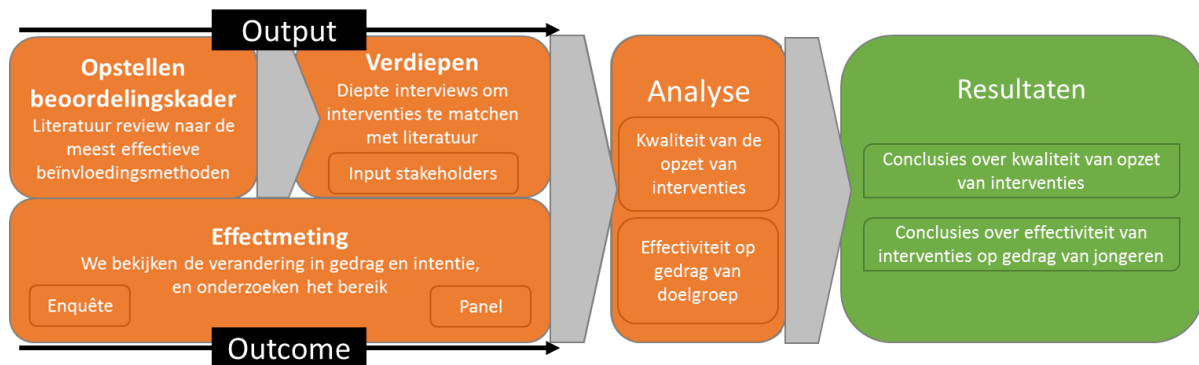 Output
Opstellen
beoordelingskader
Literatuur review naar de
meest effectieve
beïnvloedingsmethoden
Verdiepen
Diepte interviews om
interventies te matchen
met literatuur
Input stakeholders
Effectmeting
We bekijken de verandering in gedrag en intentie,
en onderzoeken het bereik
Enquête
Panel
Outcome
Analyse
Kwaliteit van de
opzet van
interventies
Effectiviteit op
gedrag van
doelgroep
Resultaten
Conclusies over kwaliteit van opzet
van interventies
Conclusies over effectiviteit van
interventies op gedrag van jongeren